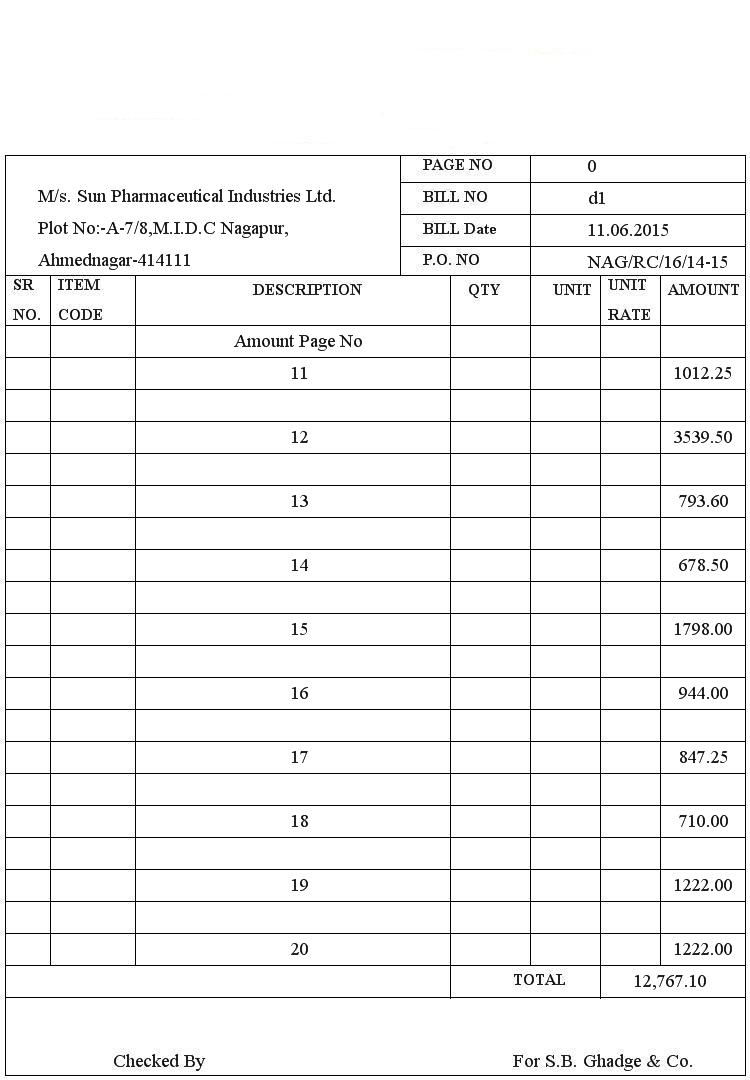 PAGE NO 0
M/s. Sun Pharmaceutical Industries Ltd.
BILL NO d1
Plot No:-A-7/8,M.I.D.C Nagapur,
BILL Date 11.06.2015
Ahmednagar-414111
P.O. NO NAG/RC/16/14-15
SR NO. ITEM CODE DESCRIPTION QTY UNIT UNIT RATE AMOUNT
Amount Page No
11 1012.25
12 3539.50
13 793.60
14 678.50
15 1798.00
16 944.00
17 847.25
18 710.00
19 1222.00
20 1222.00
TOTAL 12,767.10
Checked By For S.B. Ghadge & Co.